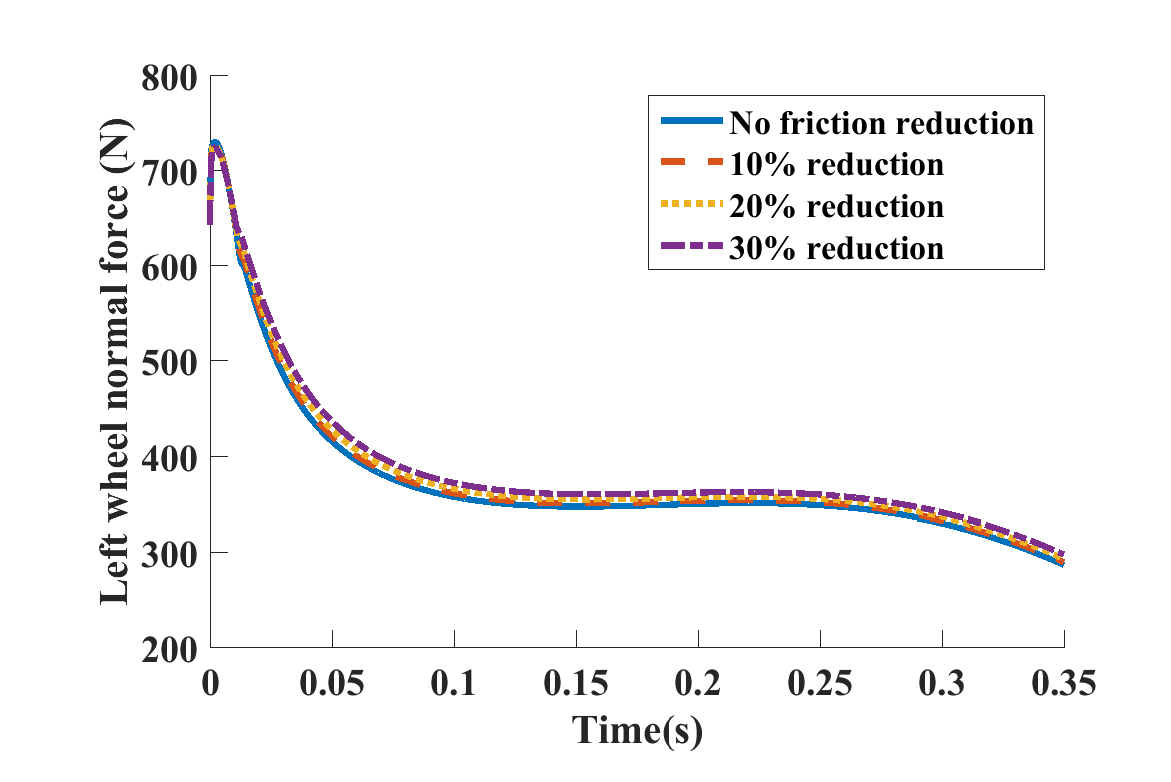 800
700
600
500
400
300
200
Left wheel normal force (N)
No friction reduction
10% reduction
20% reduction
30% reduction
0 0.05 0.1 0.15 0.2 0.25 0.3 0.35
Time(s)